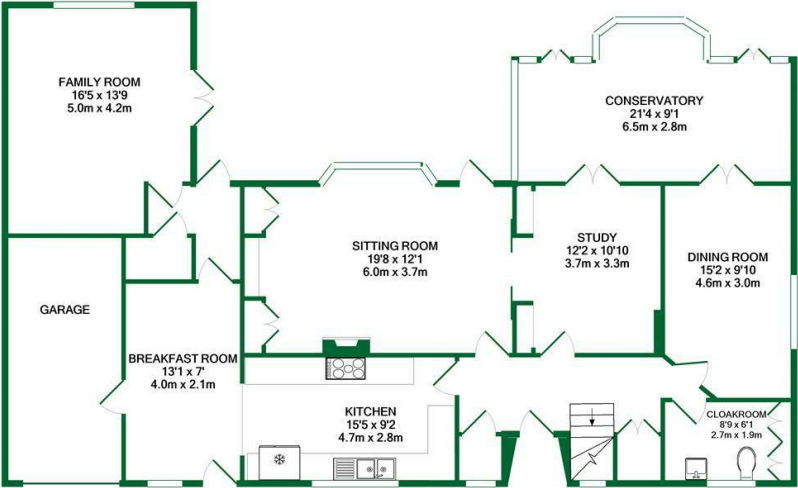 FAMILY ROOM
16'5 x 13'9
5.0m x 4.2m
CONSERVATORY
21'4 x 9'1
6.5m x 2.8m
SITTING ROOM
19'8 x 12'1
6.0m x 3.7m
STUDY
12'2 x 10'10
3.7m x 3.3m
DINING ROOM
15'2 x 9'10
4.6m x 3.0m
GARAGE
BREAKFAST ROOM
13'1 x 7'
4.0m x 2.1m
KITCHEN
15'5 x 9'2
4.7m x 2.8m
CLOAKROOM
8'9 x 6'1
2.7m x 1.9m